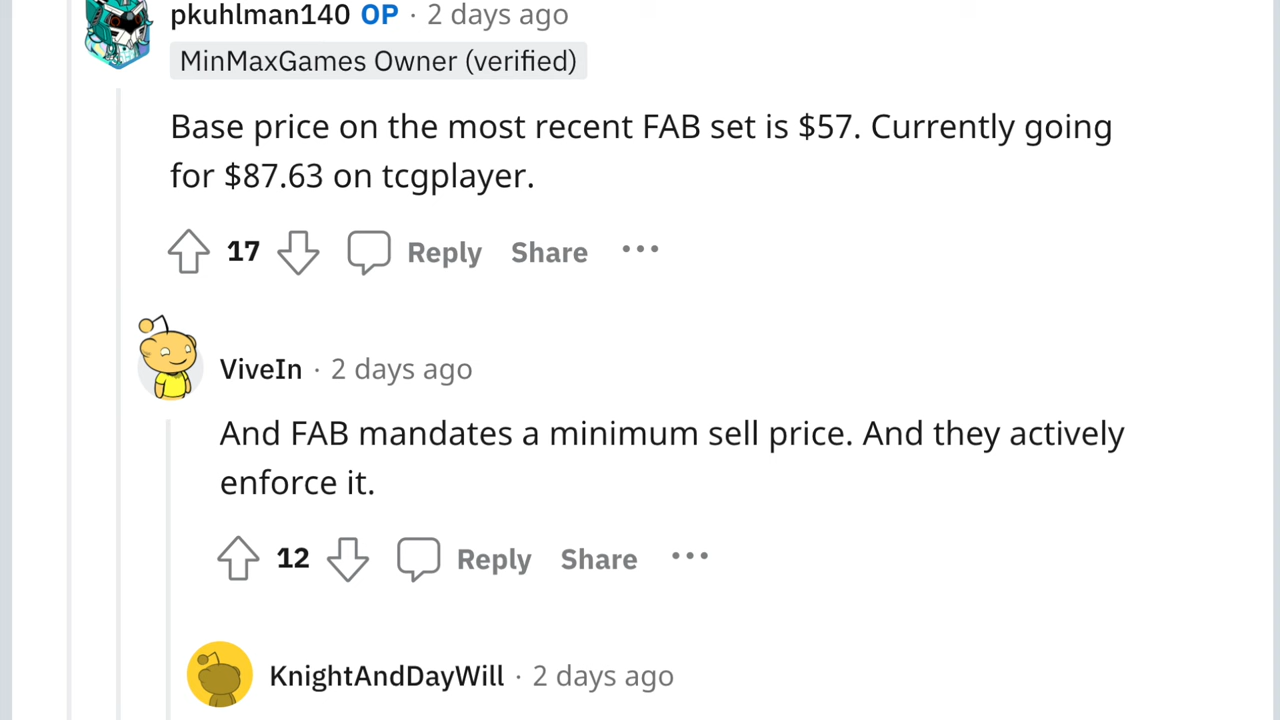 pkuhlman140 OP · 2 days ago
MinMaxGames Owner (verified)
Base price on the most recent FAB set is $57. Currently going
for $87.63 on tcgplayer.
17 Reply Share ···
ViveIn · 2 days ago
And FAB mandates a minimum sell price. And they actively
enforce it.
12 Reply Share ···
KnightAndDayWill · 2 days ago